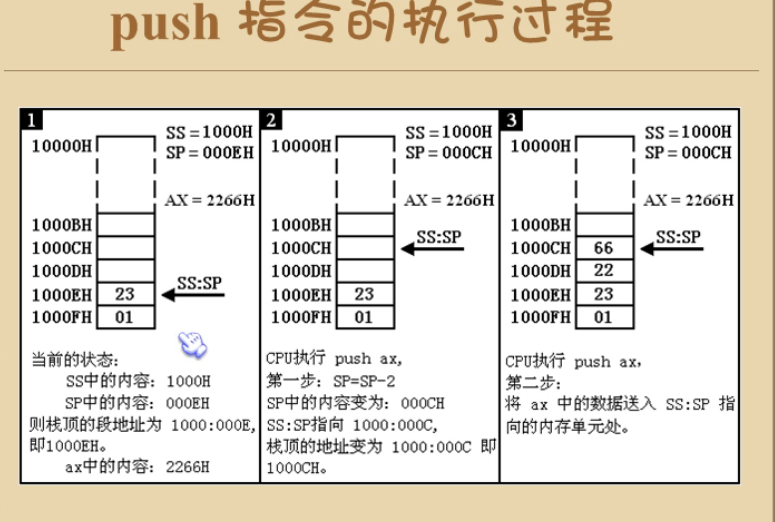 push 指令的执行过程
1
SS=1000H
SP=000EH
10000H
AX=2266H
1000BH
1000CH
1000DH
SS:SP
1000EH 23
1000FH 01
当前的状态:
SS中的内容: 1000H
SP中的内容: 000EH
则栈顶的段地址为 1000:000E,
即1000EH。
ax中的内容: 2266H
2
SS=1000H
SP=000CH
10000H
AX=2266H
1000BH
SS:SP
1000CH
1000DH
1000EH 23
1000FH 01
CPU执行 push ax,
第一步: SP=SP-2
SP中的内容变为: 000CH
SS:SP指向 1000:000C,
栈顶的地址变为 1000:000C 即
1000CH。
3
SS=1000H
SP=000CH
10000H
AX=2266H
1000BH
SS:SP
1000CH 66
1000DH 22
1000EH 23
1000FH 01
CPU执行 push ax,
第二步:
将 ax 中的数据送入 SS:SP 指
向的内存单元处。